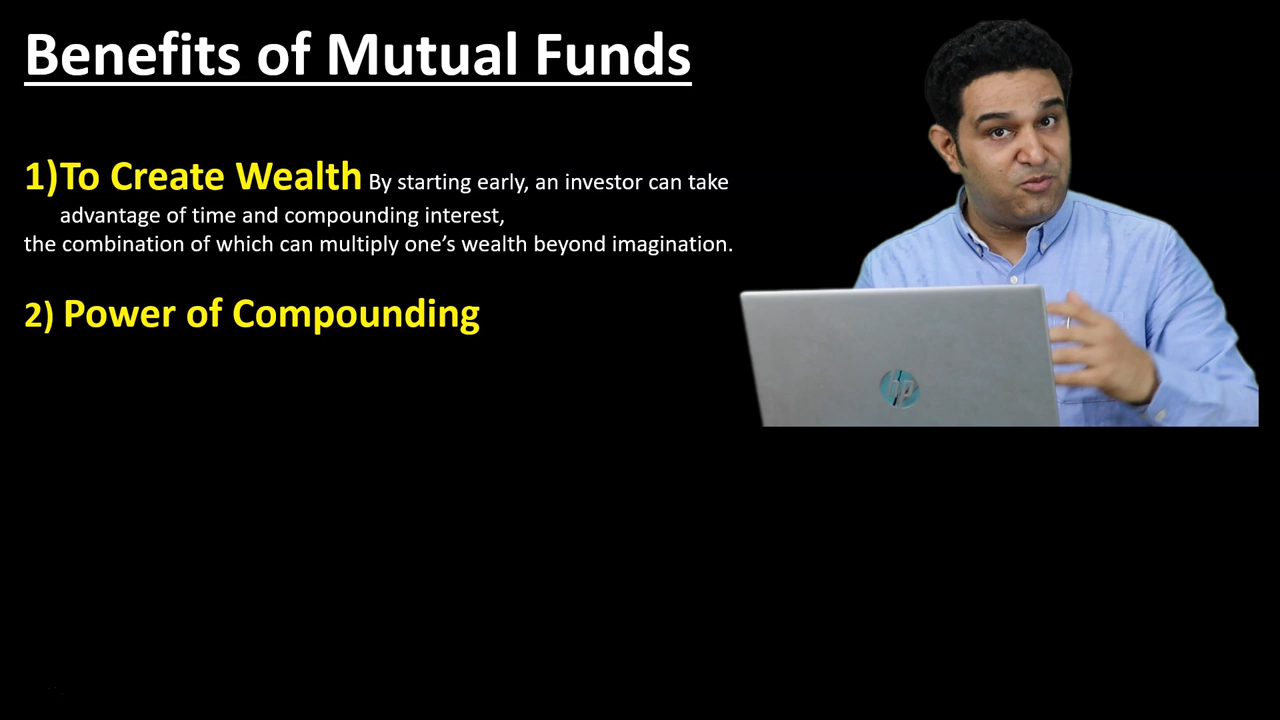 Benefits of Mutual Funds
1)To Create Wealth By starting early, an investor can take
advantage of time and compounding interest,
the combination of which can multiply one’s wealth beyond imagination.
2) Power of Compounding
hp